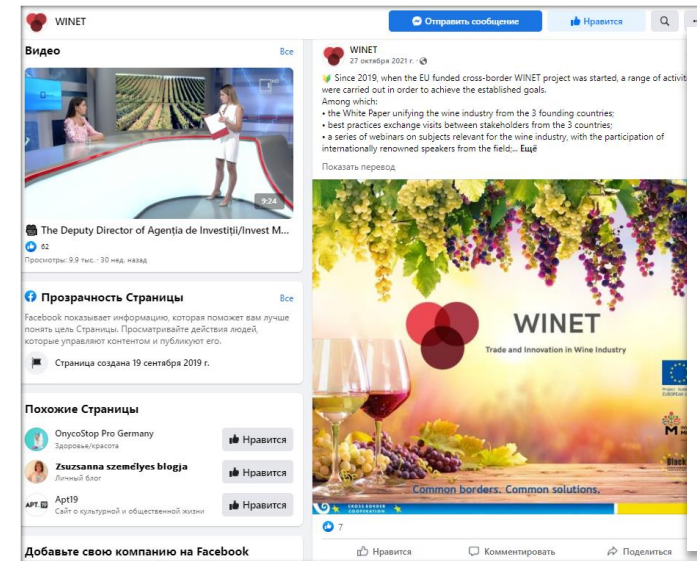 WINET
Отправить сообщение
Нравится
Видео
Все
9:24
The Deputy Director of Agenția de Investiții/Invest M...
62
Просмотры: 9,9 тыс. · 30 нед. назад
Прозрачность Страницы
Все
Facebook показывает информацию, которая поможет вам лучше
понять цель Страницы. Просматривайте действия людей,
которые управляют контентом и публикуют его.
Страница создана 19 сентября 2019 г.
Похожие Страницы
OnycoStop Pro Germany
Здоровье/красота
Нравится
Zsuzsanna személyes blogja
Личный блог
Нравится
APT.19
Apt19
Сайт о культурной и общественной жизни
Нравится
Добавьте свою компанию на Facebook
WINET
27 октября 2021 г. ·
Since 2019, when the EU funded cross-border WINET project was started, a range of activit
were carried out in order to achieve the established goals.
Among which:
• the White Paper unifying the wine industry from the 3 founding countries;
• best practices exchange visits between stakeholders from the 3 countries;
• a series of webinars on subjects relevant for the wine industry, with the participation of
internationally renowned speakers from the field;... Ещё
Показать перевод
WINET
Trade and Innovation in Wine Industry
Black
Common borders. Common solutions.
CROSS BORDER
COOPERATION
7
Нравится
Комментировать
Поделиться